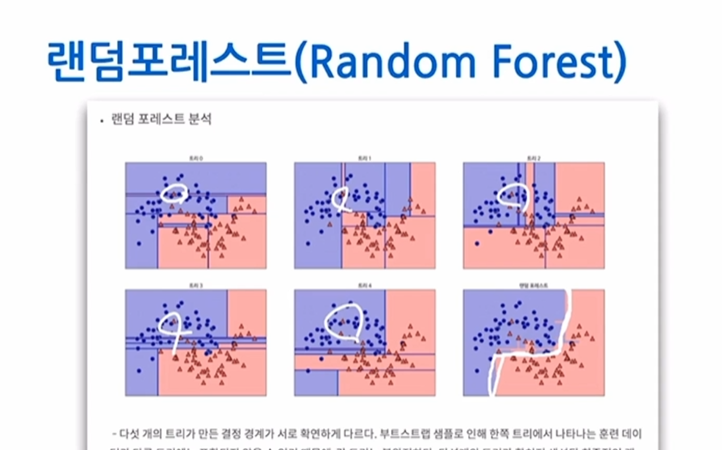 랜덤포레스트(Random Forest)
• 랜덤 포레스트 분석
트리 0
트리 1
트리 2
트리 3
트리 4
랜덤 포레스트
- 다섯 개의 트리가 만든 결정 경계가 서로 확연하게 다르다. 부트스트랩 샘플로 인해 한쪽 트리에서 나타나는 훈련 데이